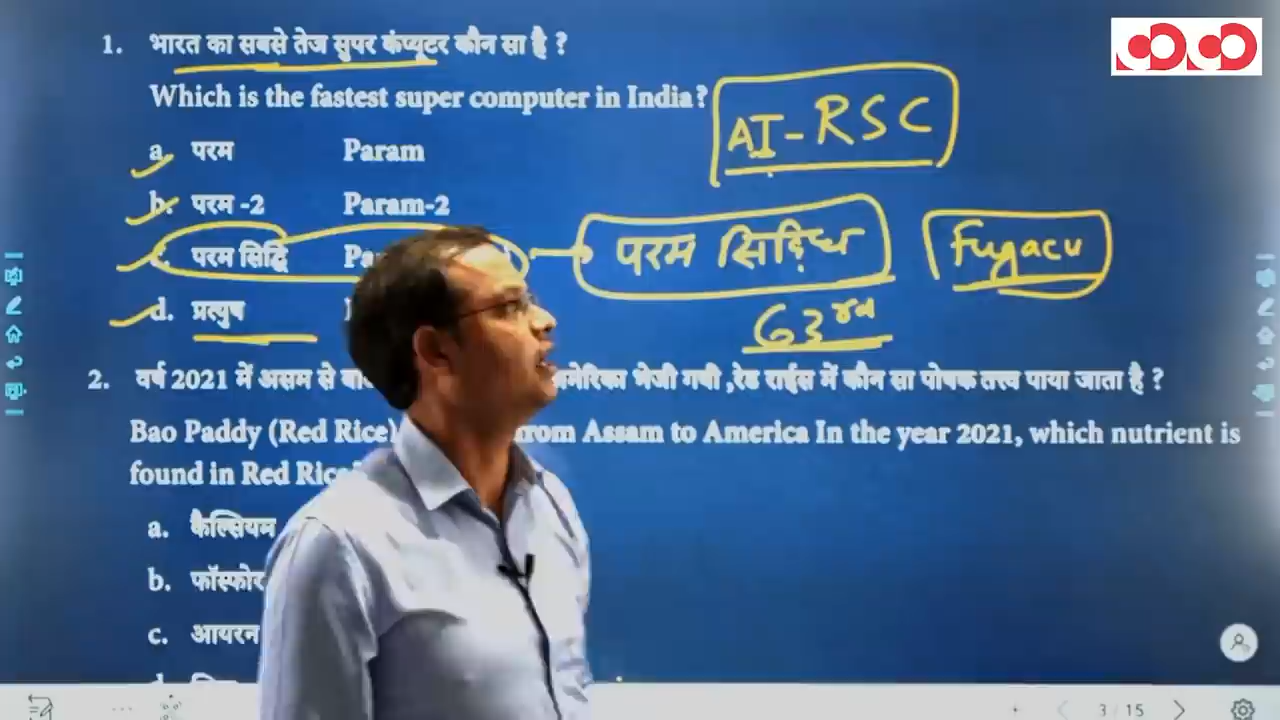 1. भारत का सबसे तेज सुपर कंप्यूटर कौन सा है ?
Which is the fastest super computer in India?
AI-RSC
a. परम Param
b. परम -2 Param-2
c. परम सिद्धि
परम सिद्धि
Fugacu
d. प्रत्युष
63
2. वर्ष 2021 में असम से भेजी गयी ,रेड राईस में कौन सा पोषक तत्व पाया जाता है ?
Bao Paddy (Red Rice) from Assam to America In the year 2021, which nutrient is
found in Red Rice
a. कैल्सियम
b. फॉस्फोर
c. आयरन
3 / 15